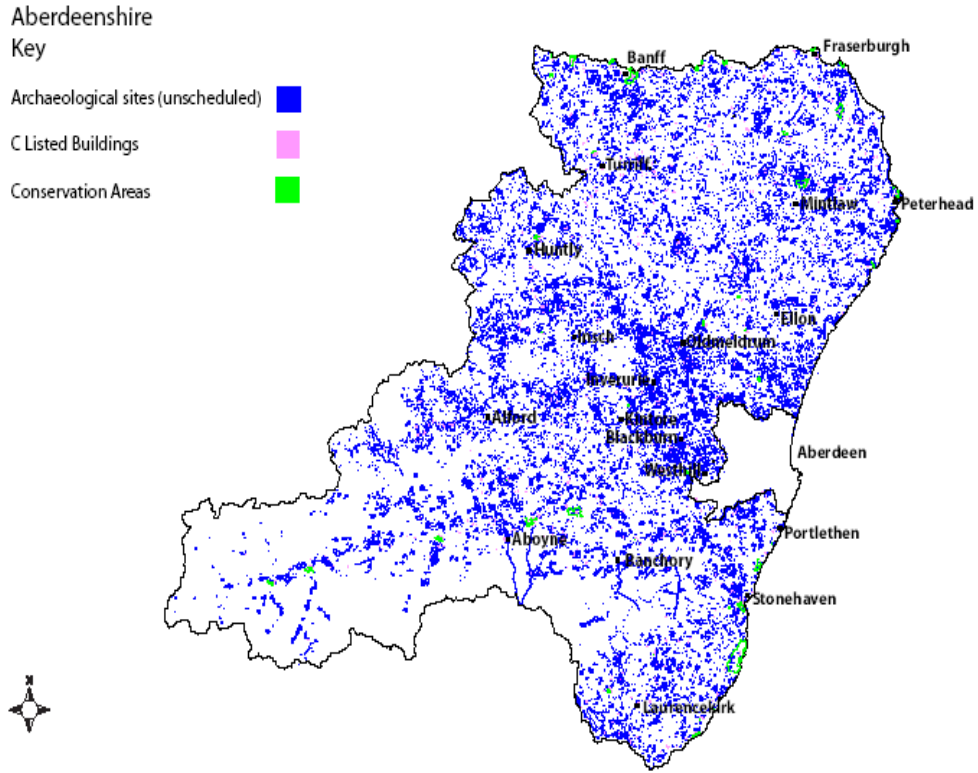 Aberdeenshire
Key
Archaeological sites (unscheduled)
C Listed Buildings
Conservation Areas
Fraserburgh
Banff
Turriff
Mintlaw
Peterhead
Huntly
Ellon
Insch
Oldmeldrum
Inverurie
Alford
Kintore
Blackburn
Aberdeen
Westhill
Portlethen
Aboyne
Banchory
Stonehaven
Laurencekirk
N